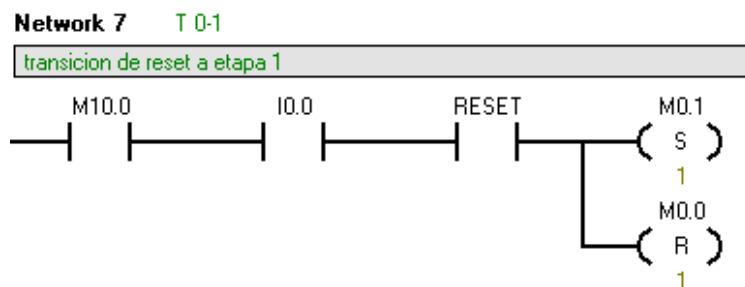 Network 7 T 0-1
transicion de reset a etapa 1
M10.0 I0.0 RESET M0.1
S
1
M0.0
R
1